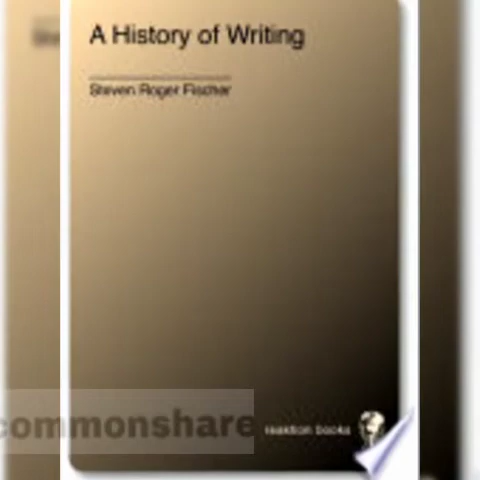 A History of Writing
Steven Roger Fischer
commonshare
reaktion books